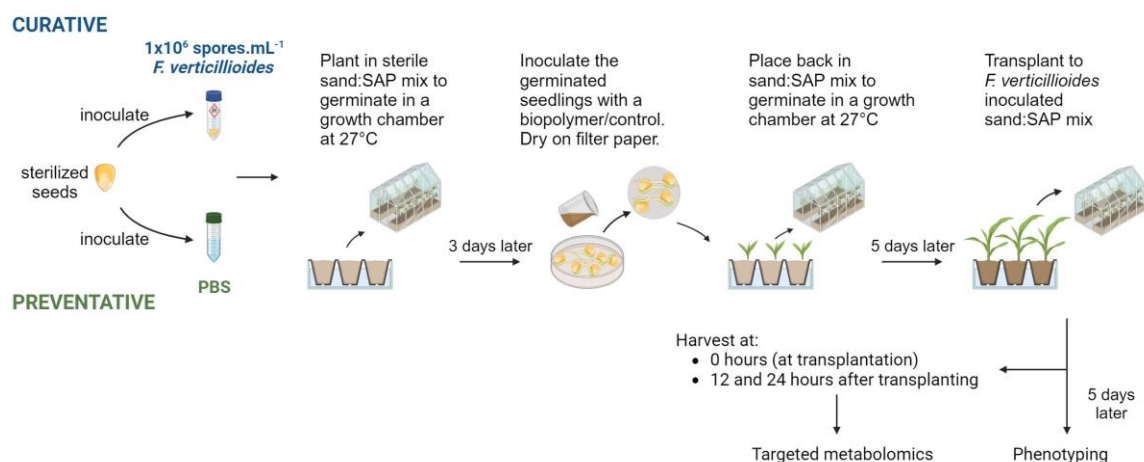 CURATIVE
1x10⁶ spores.mL⁻¹
F. verticillioides
inoculate
sterilized
seeds
inoculate
PBS
PREVENTATIVE
Plant in sterile
sand:SAP mix to
germinate in a
growth chamber
at 27°C
3 days later
Inoculate the
germinated
seedlings with a
biopolymer/control.
Dry on filter paper.
Place back in
sand:SAP mix to
germinate in a growth
chamber at 27°C
5 days later
Transplant to
F. verticillioides
inoculated
sand:SAP mix
Harvest at:
• 0 hours (at transplantation)
• 12 and 24 hours after transplanting
5 days
later
Targeted metabolomics
Phenotyping